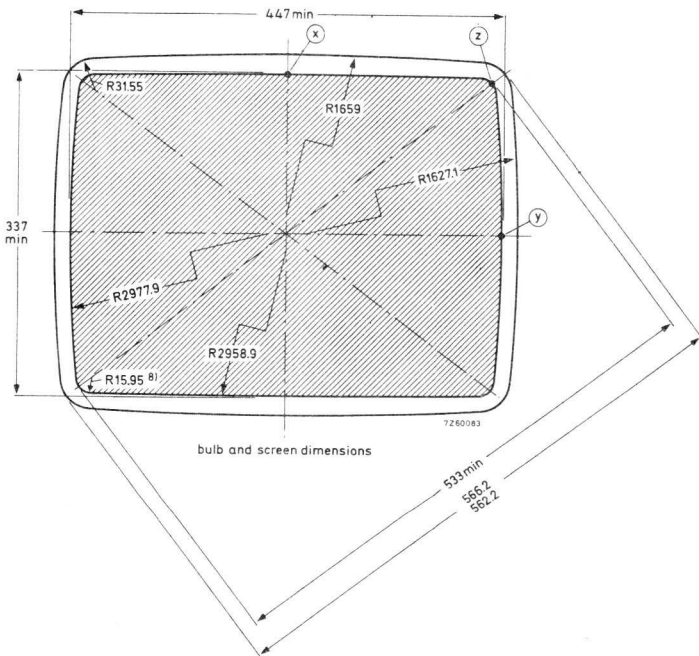 447min
x
z
R31.55
R1659
R1627.1
337
min
y
R2977.9
R2958.9
R15.95 8)
7Z60083
bulb and screen dimensions
533min
566.2
562.2